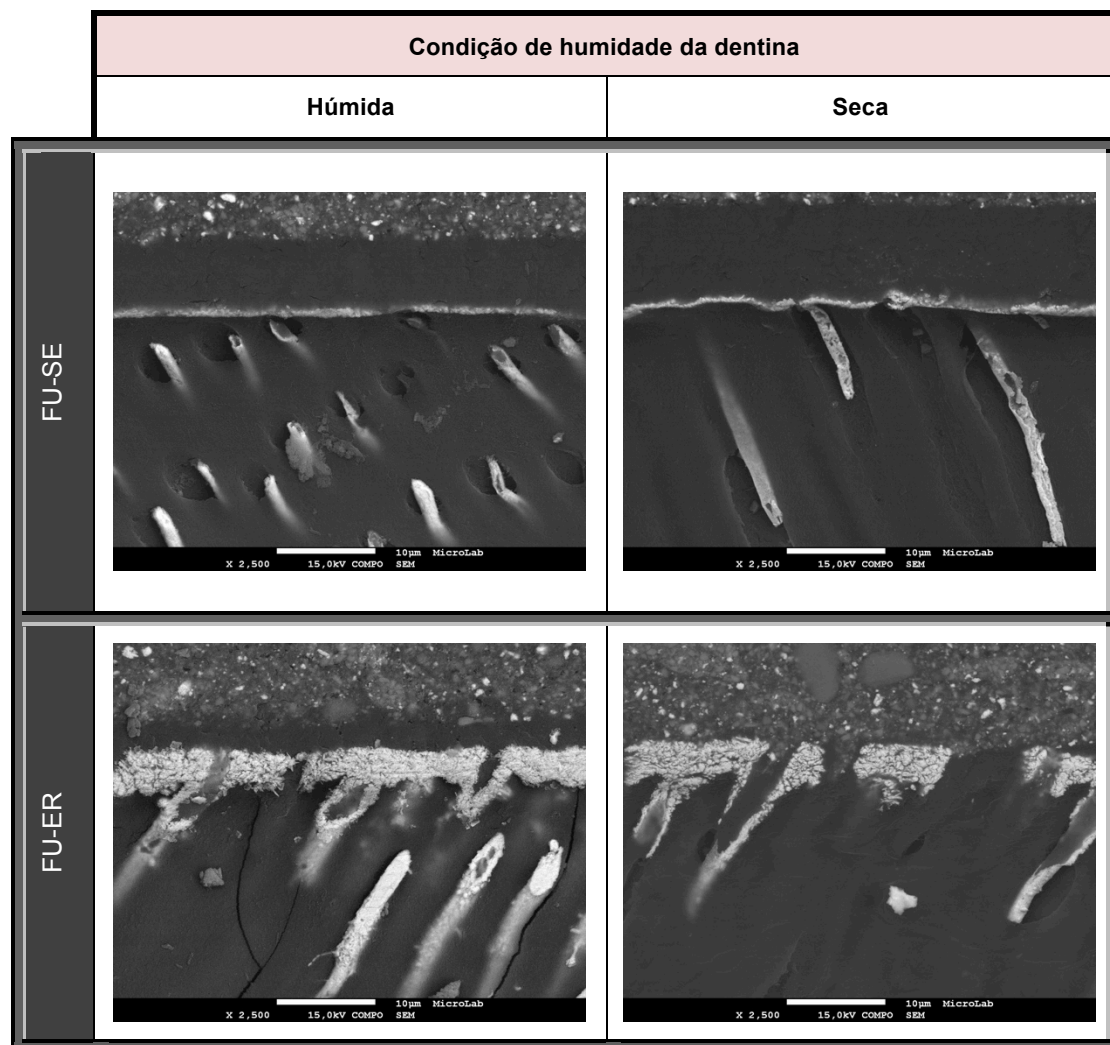 Condição de humidade da dentina
Húmida Seca
FU-SE
10µm MicroLab
X 2,500 15,0kV COMPO SEM
10µm MicroLab
X 2,500 15,0kV COMPO SEM
FU-ER
10µm MicroLab
X 2,500 15,0kV COMPO SEM
10µm MicroLab
X 2,500 15,0kV COMPO SEM